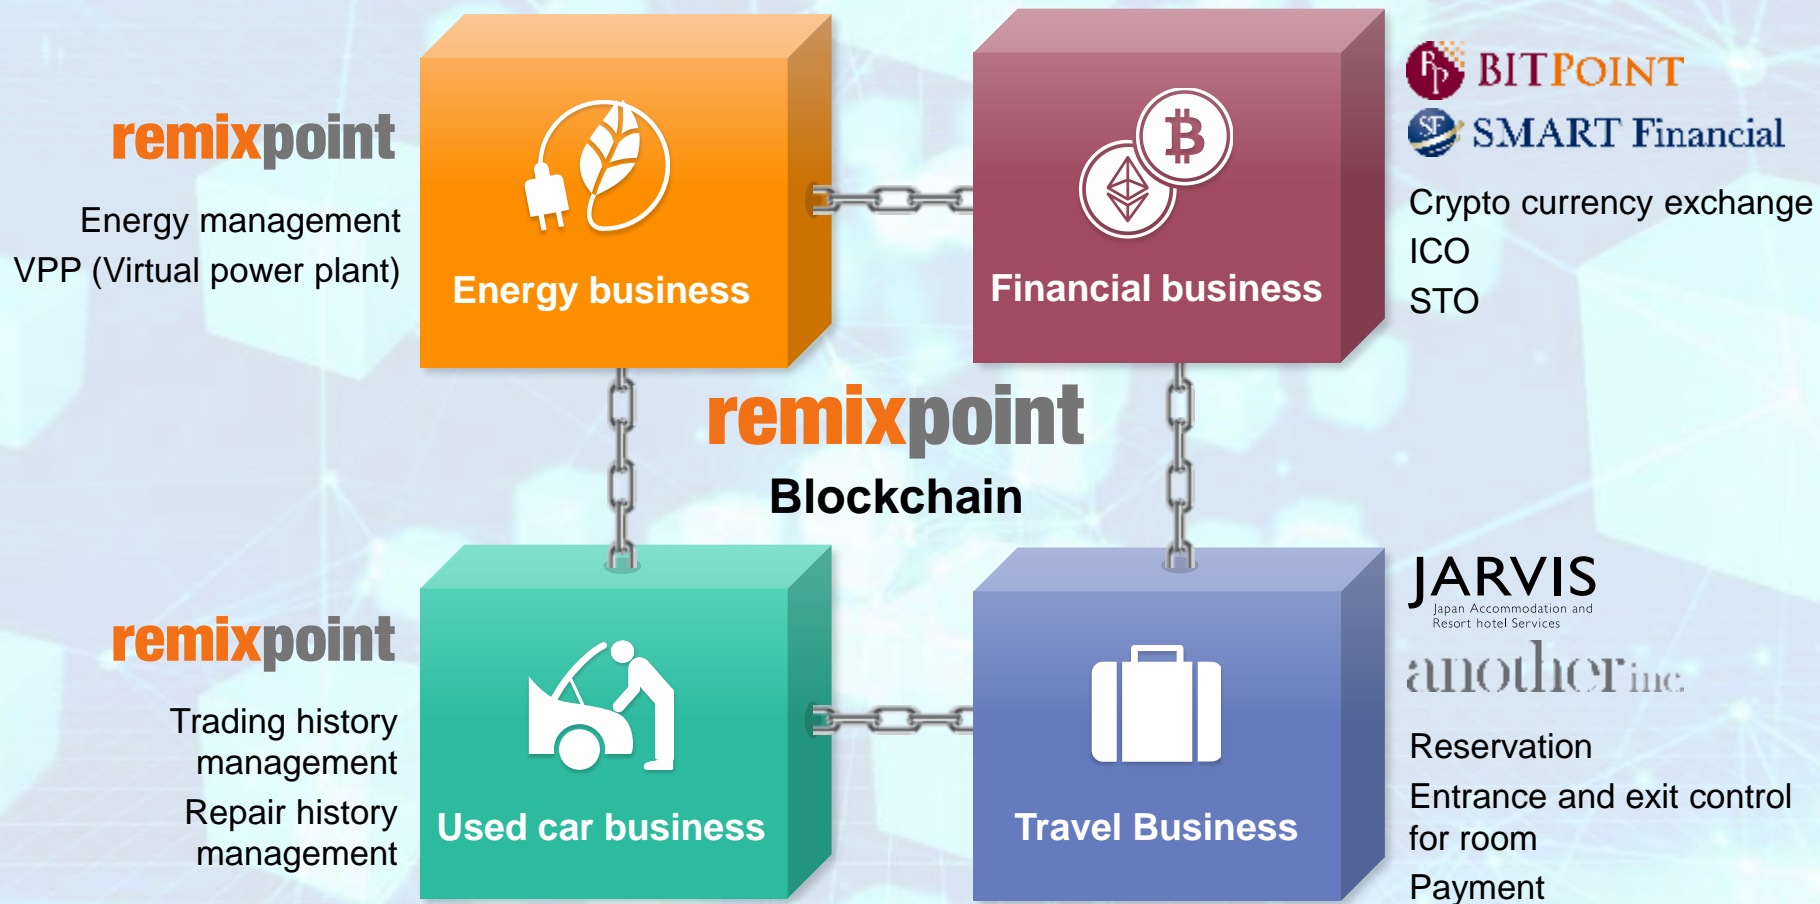 remixpoint
Energy management
VPP (Virtual power plant)
Energy business
Financial business
BITPOINT
SMART Financial
Crypto currency exchange
ICO
STO
remixpoint
Blockchain
remixpoint
Trading history
management
Repair history
management
Used car business
Travel Business
JARVIS
Japan Accommodation and
Resort hotel Services
another inc.
Reservation
Entrance and exit control
for room
Payment